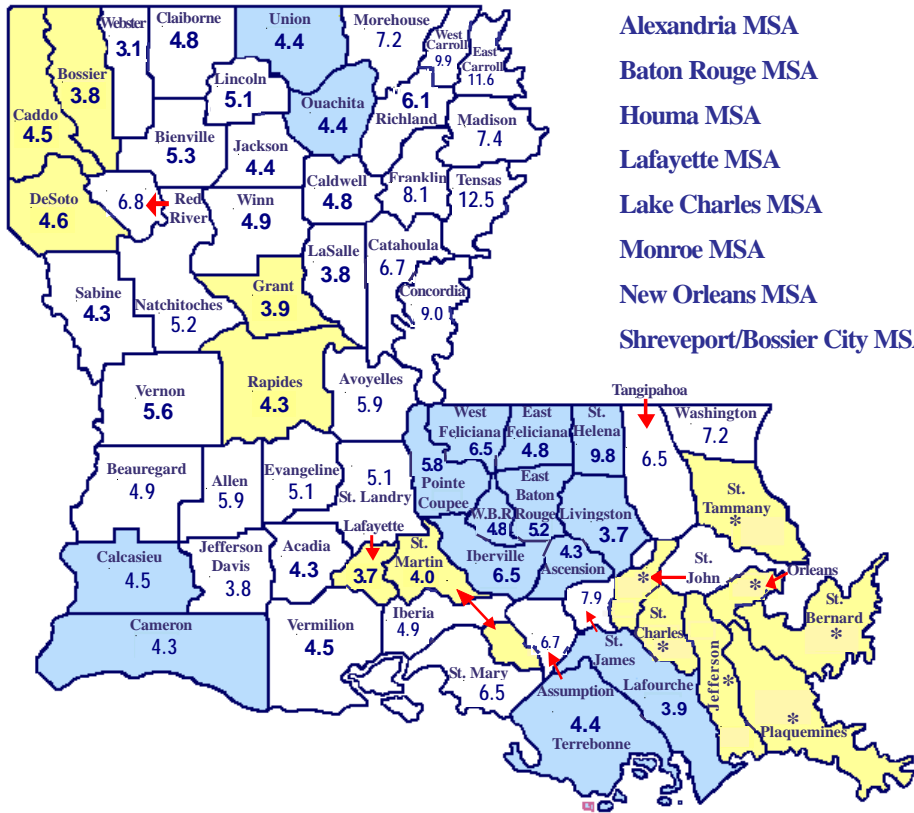 Alexandria MSA
Baton Rouge MSA
Houma MSA
Lafayette MSA
Lake Charles MSA
Monroe MSA
New Orleans MSA
Shreveport/Bossier City MSA
Webster
3.1
Claiborne
4.8
Union
4.4
Morehouse
7.2
West
Carroll
9.9
East
Carroll
11.6
Bossier
3.8
Caddo
4.5
Lincoln
5.1
Ouachita
4.4
6.1
Richland
Madison
7.4
Bienville
5.3
Jackson
4.4
Caldwell
4.8
Franklin
8.1
Tensas
12.5
DeSoto
4.6
6.8
Red
River
Winn
4.9
LaSalle
3.8
Catahoula
6.7
Concordia
9.0
Sabine
4.3
Natchitoches
5.2
Grant
3.9
Vernon
5.6
Rapides
4.3
Avoyelles
5.9
Tangipahoa
6.5
Washington
7.2
West
Feliciana
6.5
East
Feliciana
4.8
St.
Helena
9.8
Beauregard
4.9
Allen
5.9
Evangeline
5.1
5.1
St. Landry
5.8
Pointe
Coupee
W.B.R.
4.8
East
Baton
Rouge
5.2
Livingston
3.7
St.
Tammany
*
Calcasieu
4.5
Jefferson
Davis
3.8
Acadia
4.3
Lafayette
3.7
St.
Martin
4.0
Iberville
6.5
4.3
Ascension
*
St.
John
Orleans
*
Cameron
4.3
Vermilion
4.5
Iberia
4.9
7.9
St.
James
St.
Charles
*
St.
Bernard
*
St. Mary
6.5
6.7
Assumption
Lafourche
3.9
Jefferson
*
*
Plaquemines
4.4
Terrebonne